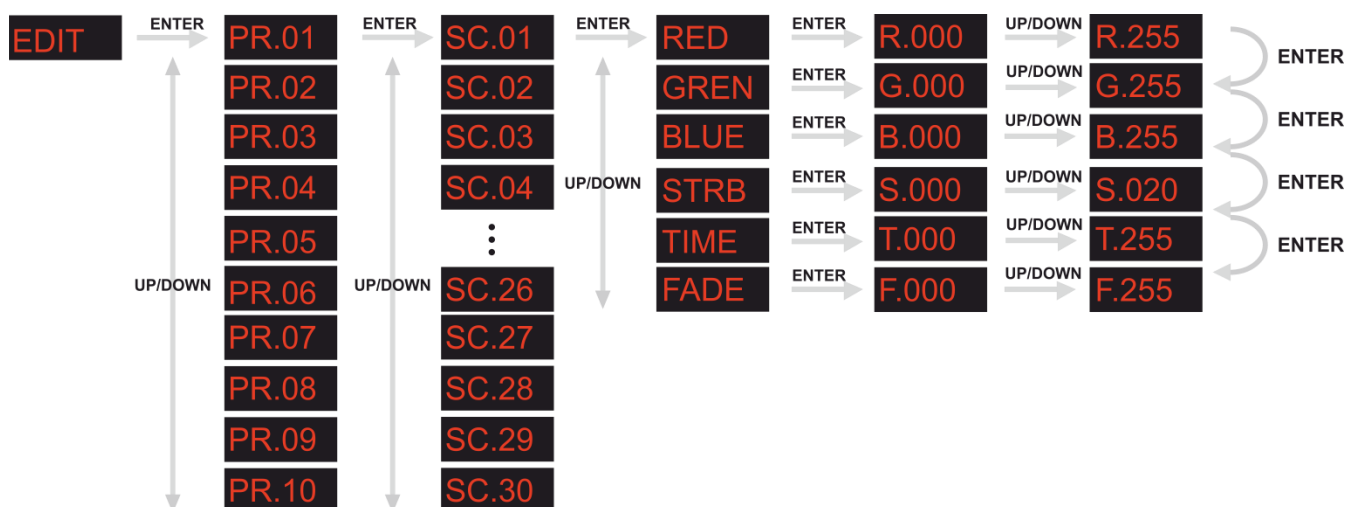 EDIT ENTER PR.01 ENTER SC.01 ENTER RED ENTER R.000 UP/DOWN R.255
ENTER
PR.02 SC.02 GREN ENTER G.000 UP/DOWN G.255
ENTER
PR.03 SC.03 BLUE ENTER B.000 UP/DOWN B.255
PR.04 SC.04 UP/DOWN STRB ENTER S.000 UP/DOWN S.020 ENTER
PR.05 TIME ENTER T.000 UP/DOWN T.255 ENTER
UP/DOWN PR.06 UP/DOWN SC.26 FADE ENTER F.000 UP/DOWN F.255
PR.07 SC.27
PR.08 SC.28
PR.09 SC.29
PR.10 SC.30